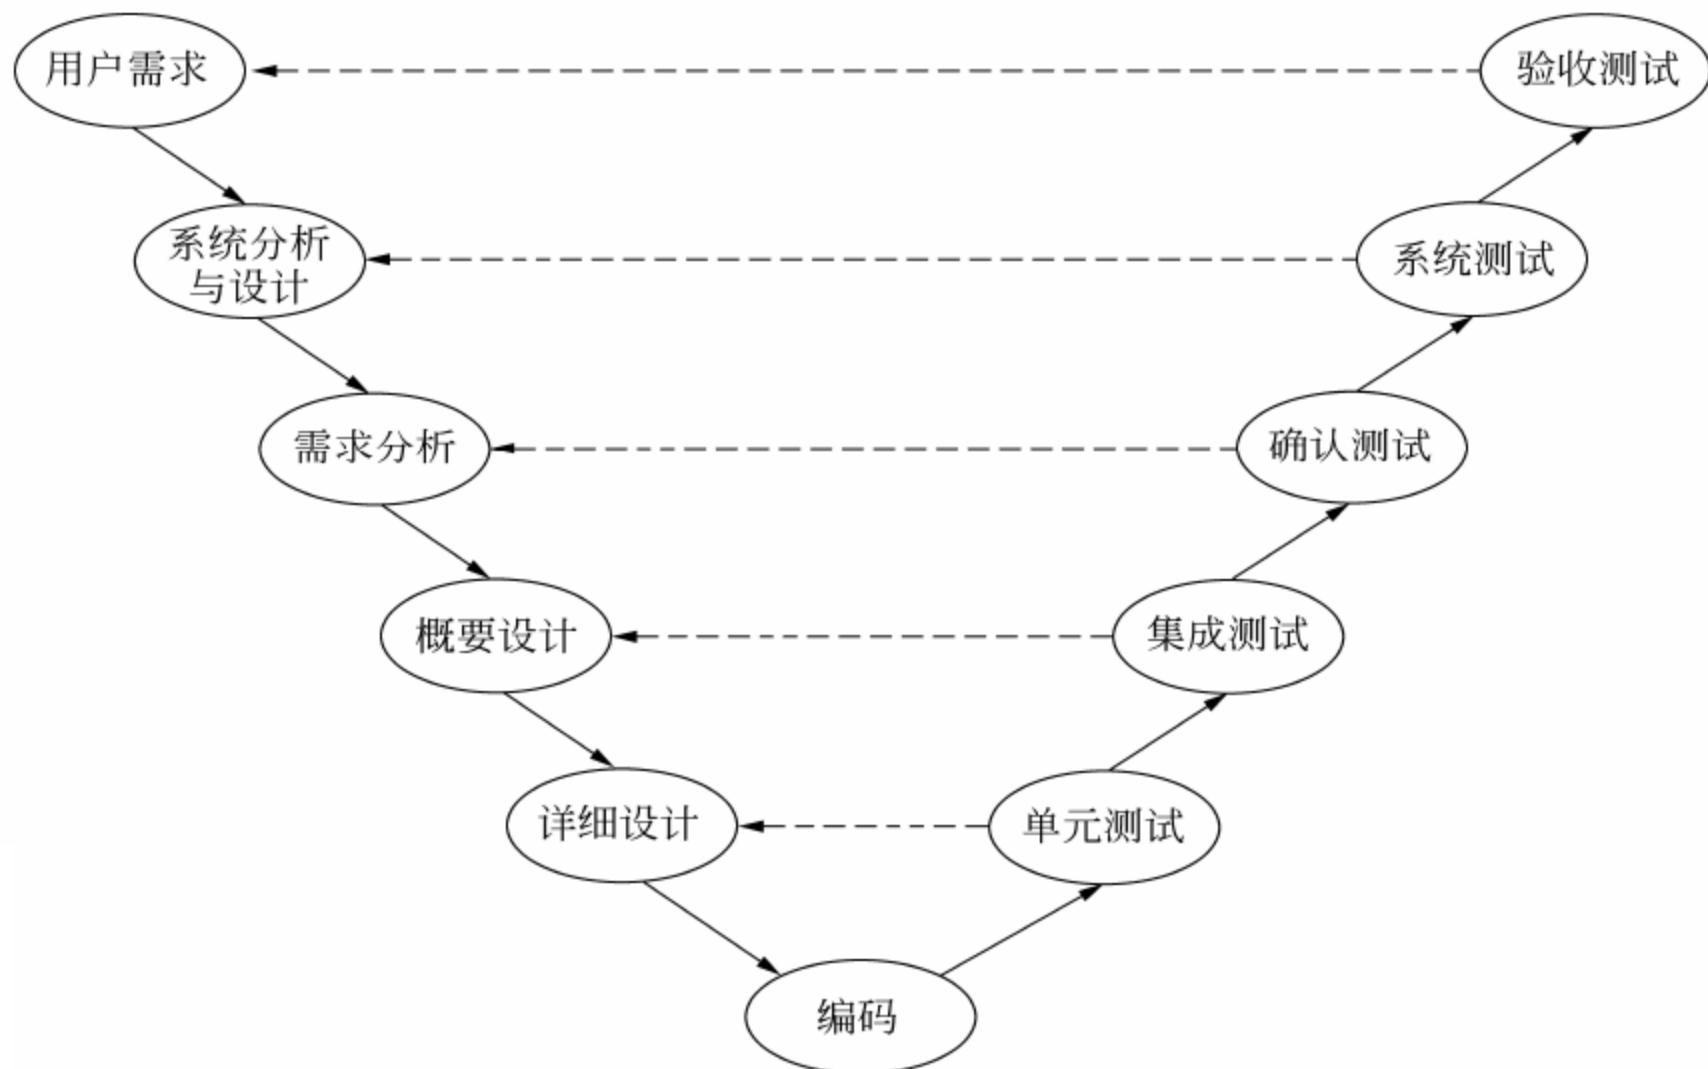 用户需求
验收测试
系统分析
与设计
系统测试
需求分析
确认测试
概要设计
集成测试
详细设计
单元测试
编码